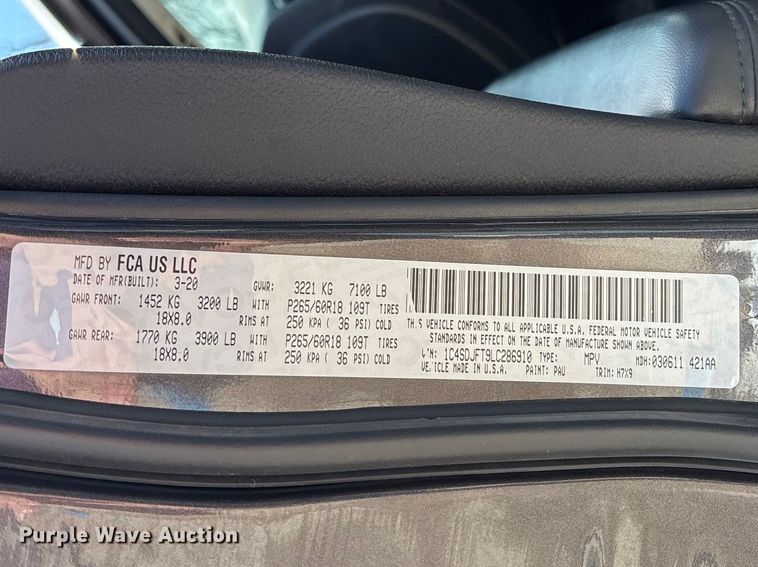 MFD BY FCA US LLC
DATE OF MFR(BUILT): 3-20 GVWR: 3221 KG 7100 LB
GAWR FRONT: 1452 KG 3200 LB WITH P265/60R18 109T TIRES
18X8.0 RIMS AT 250 KPA ( 36 PSI) COLD
GAWR REAR: 1770 KG 3900 LB WITH P265/60R18 109T TIRES
18X8.0 RIMS AT 250 KPA ( 36 PSI) COLD
TH.S VEHICLE CONFORMS TO ALL APPLICABLE U.S.A. FEDERAL MOTOR VEHICLE SAFETY
STANDARDS IN EFFECT ON THE DATE OF MANUFACTURE SHOWN ABOVE.
V.'N: 1C4SDJFT9LC286910 TYPE: MPV MDH:030611 421AA
VEHICLE MADE IN U.S.A. PAINT: PAU TRIM: H7X9
Purple Wave Auction